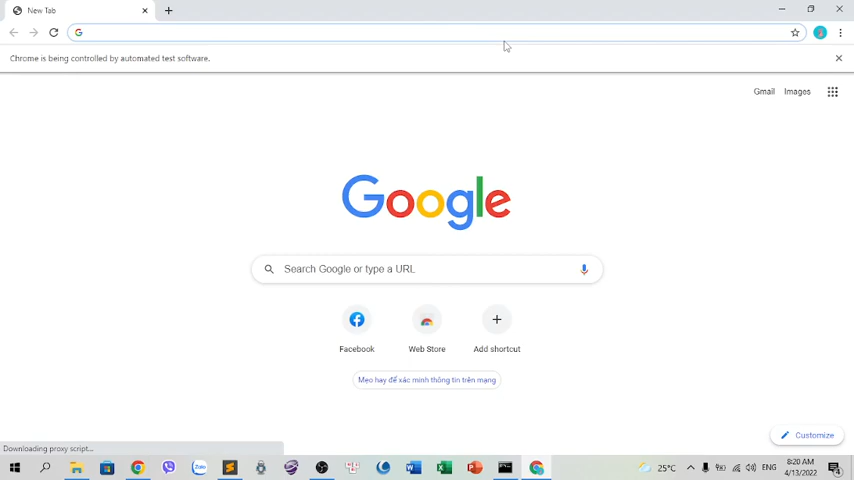 New Tab
Chrome is being controlled by automated test software.
Gmail Images
Google
Search Google or type a URL
Facebook Web Store Add shortcut
Mẹo hay để xác minh thông tin trên mạng
Customize
Downloading proxy script...
Zalo
25°C ENG 8:20 AM
4/13/2022
4